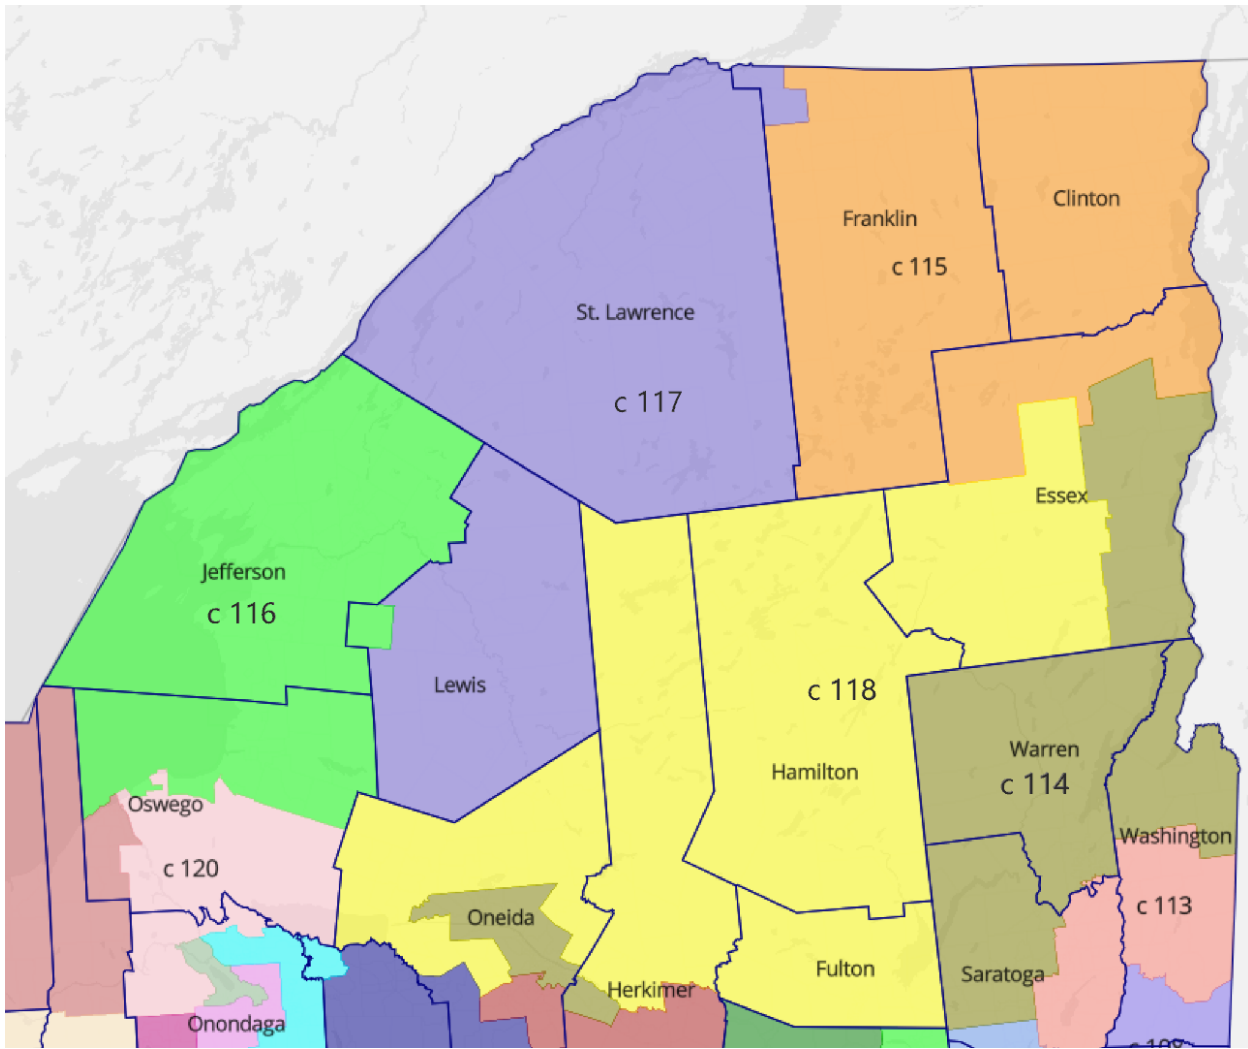 Clinton
Franklin
c 115
St. Lawrence
c 117
Essex
Jefferson
c 116
Lewis
c 118
Warren
Hamilton
c 114
Oswego
Washington
c 120
c 113
Oneida
Fulton
Saratoga
Herkimer
Onondaga